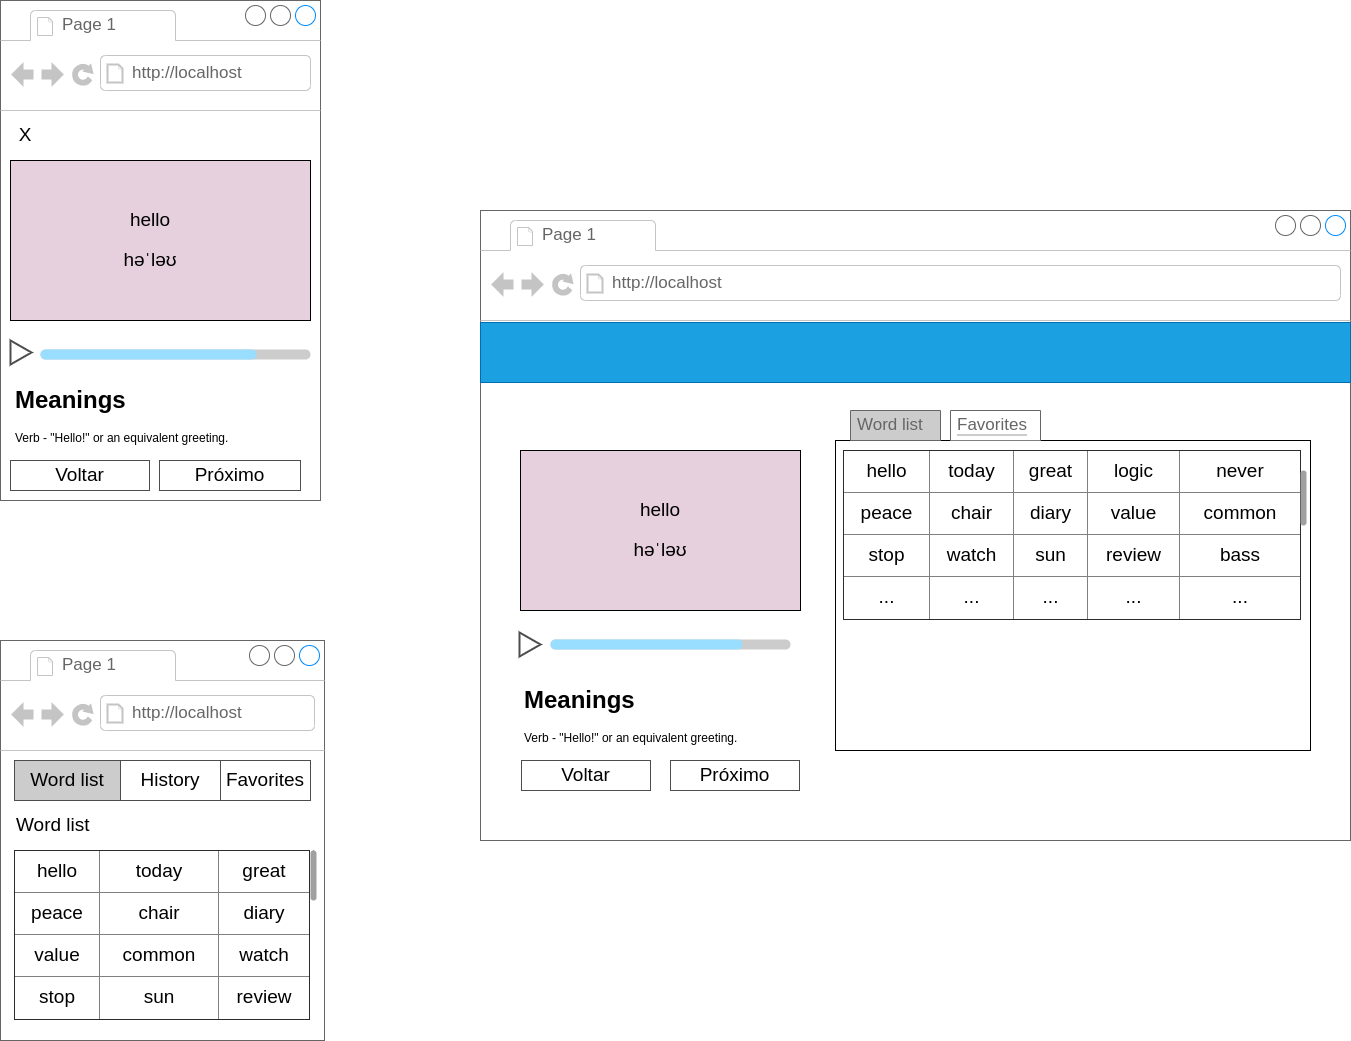 Page 1
http://localhost
X
hello
həˈləʊ
Meanings
Verb - "Hello!" or an equivalent greeting.
Voltar Próximo
Page 1
http://localhost
Word list History Favorites
Word list
hello today great
peace chair diary
value common watch
stop sun review
Page 1
http://localhost
hello
həˈləʊ
Meanings
Verb - "Hello!" or an equivalent greeting.
Voltar Próximo
Word list Favorites
hello today great logic never
peace chair diary value common
stop watch sun review bass
... ... ... ... ...